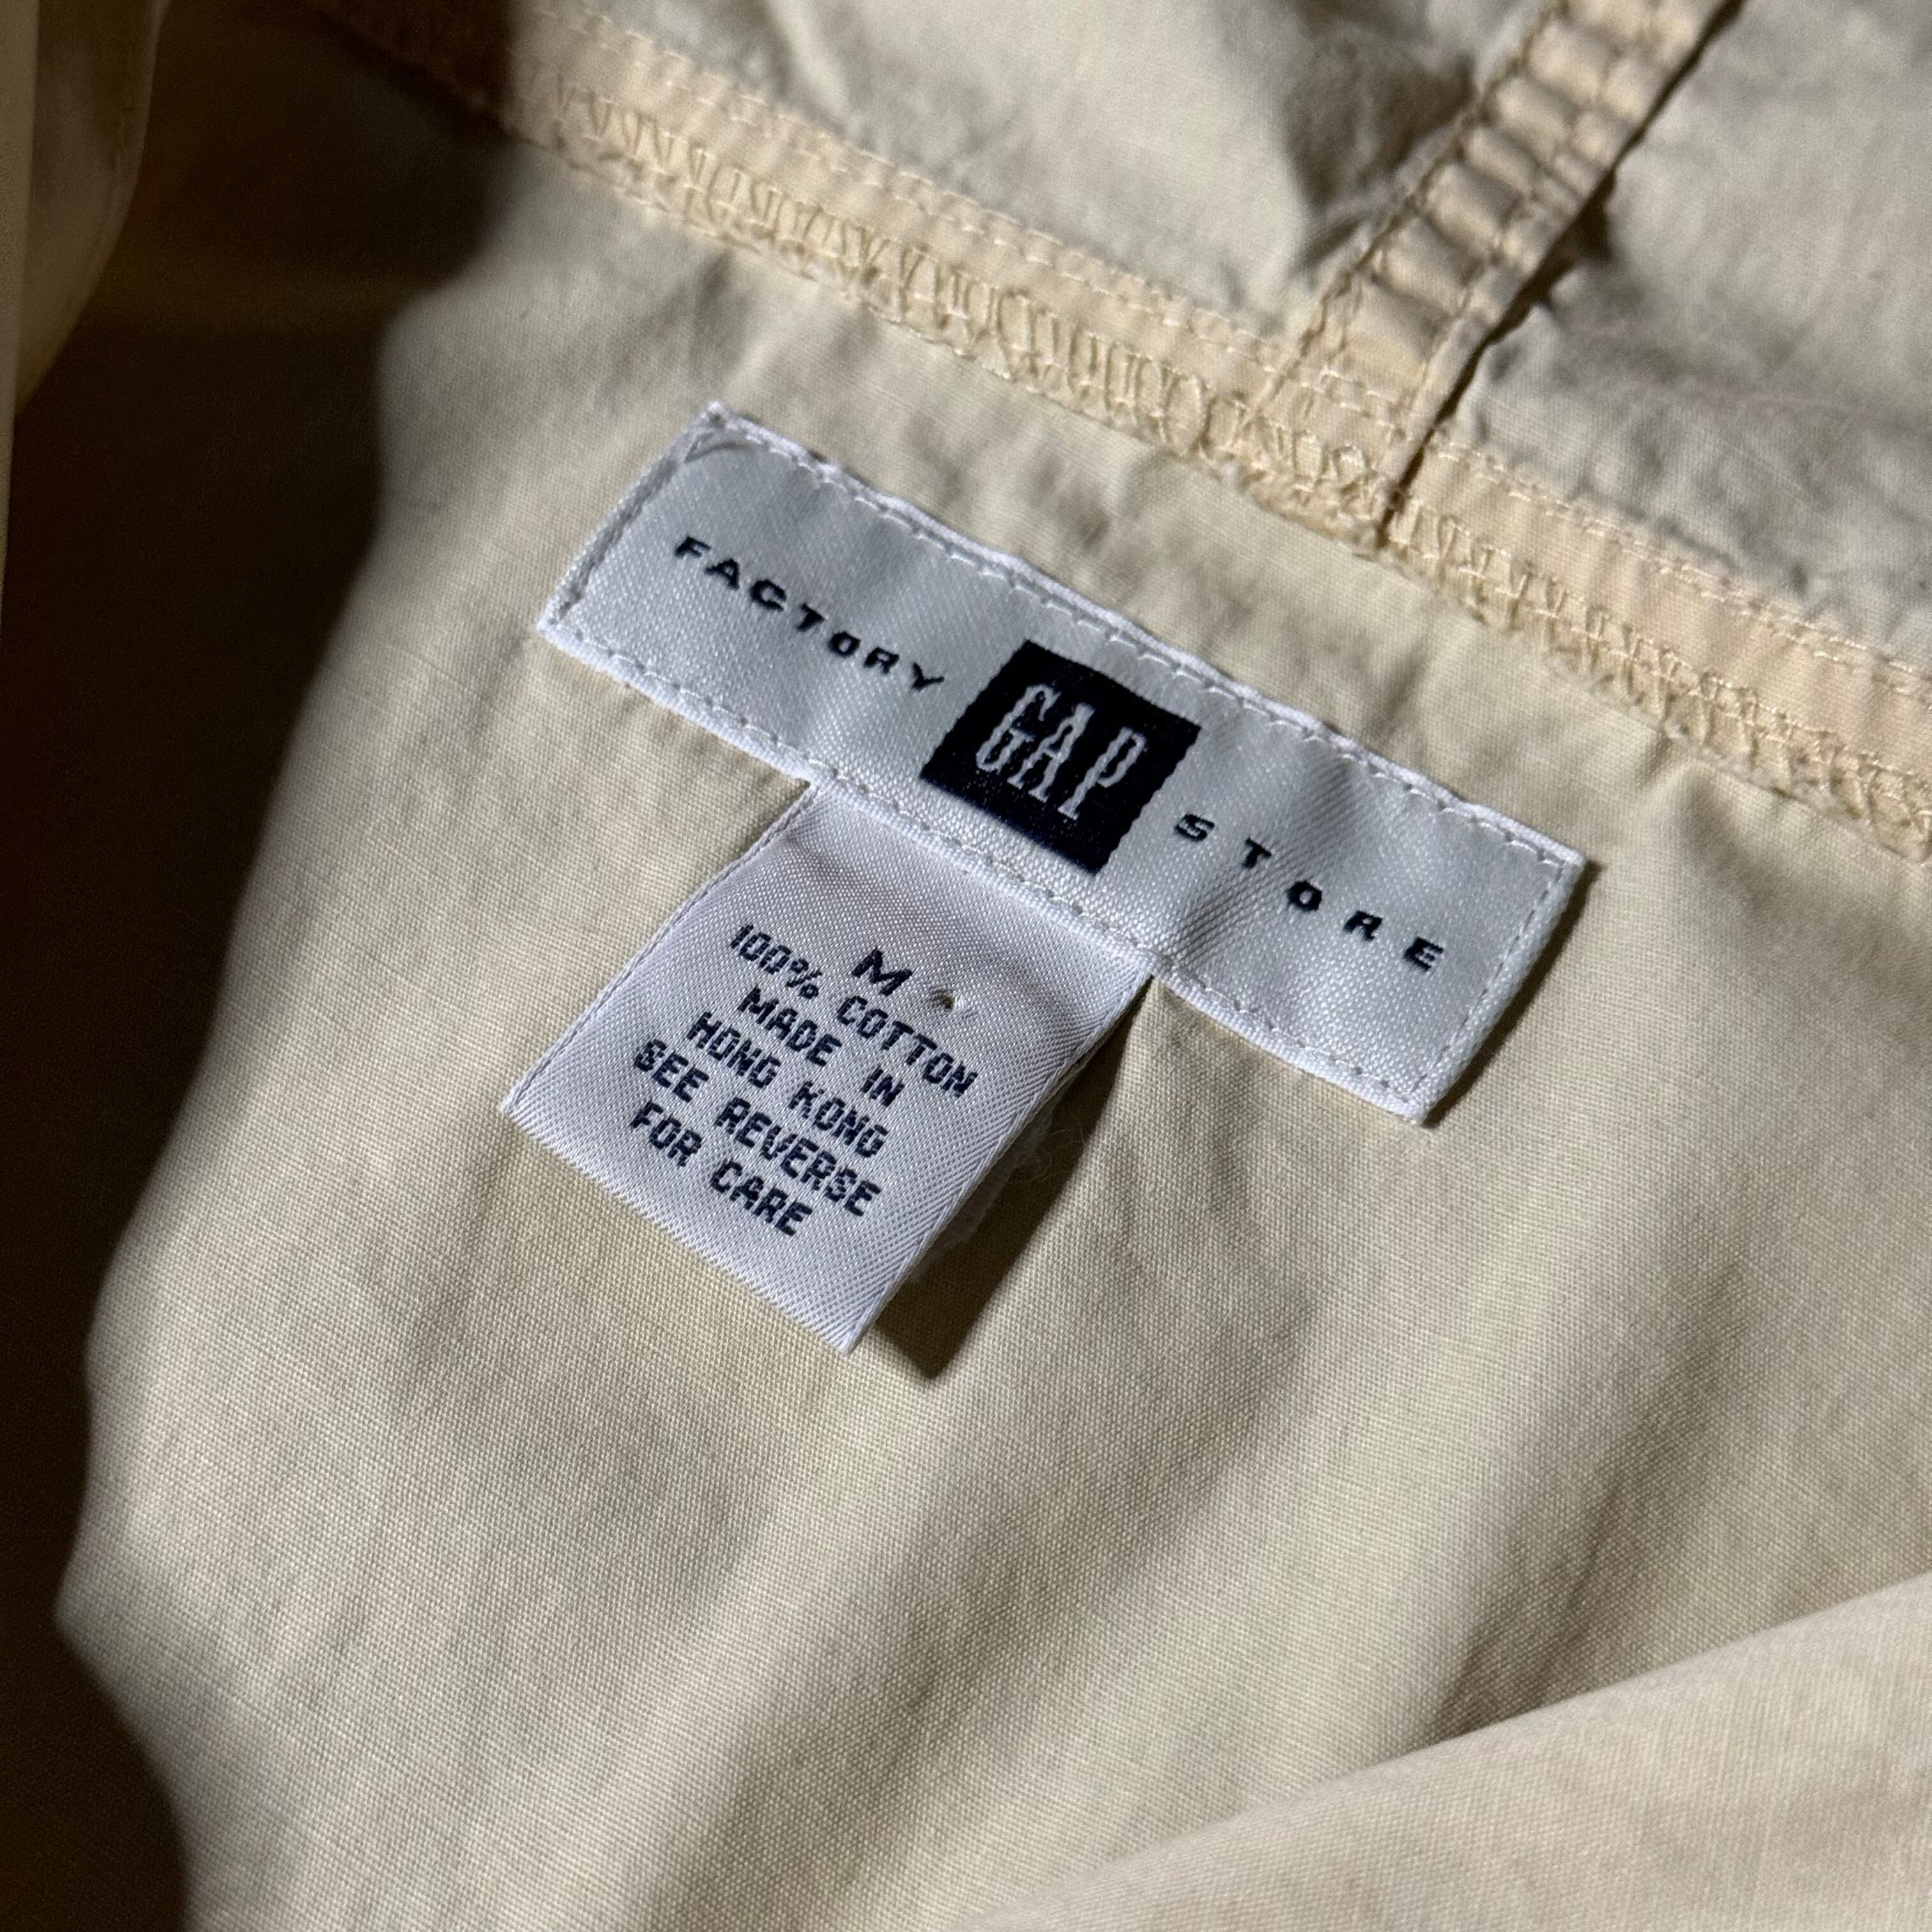 FACTORY GAP STORE
M
100% COTTON
MADE IN
HONG KONG
SEE REVERSE
FOR CARE